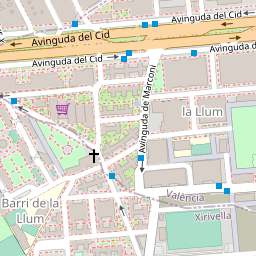 Avinguda del Cid
Avinguda del Cid
Avinguda del Cid
Avinguda de Marconi
la Llum
Barri de la
Llum
València
Xirivella